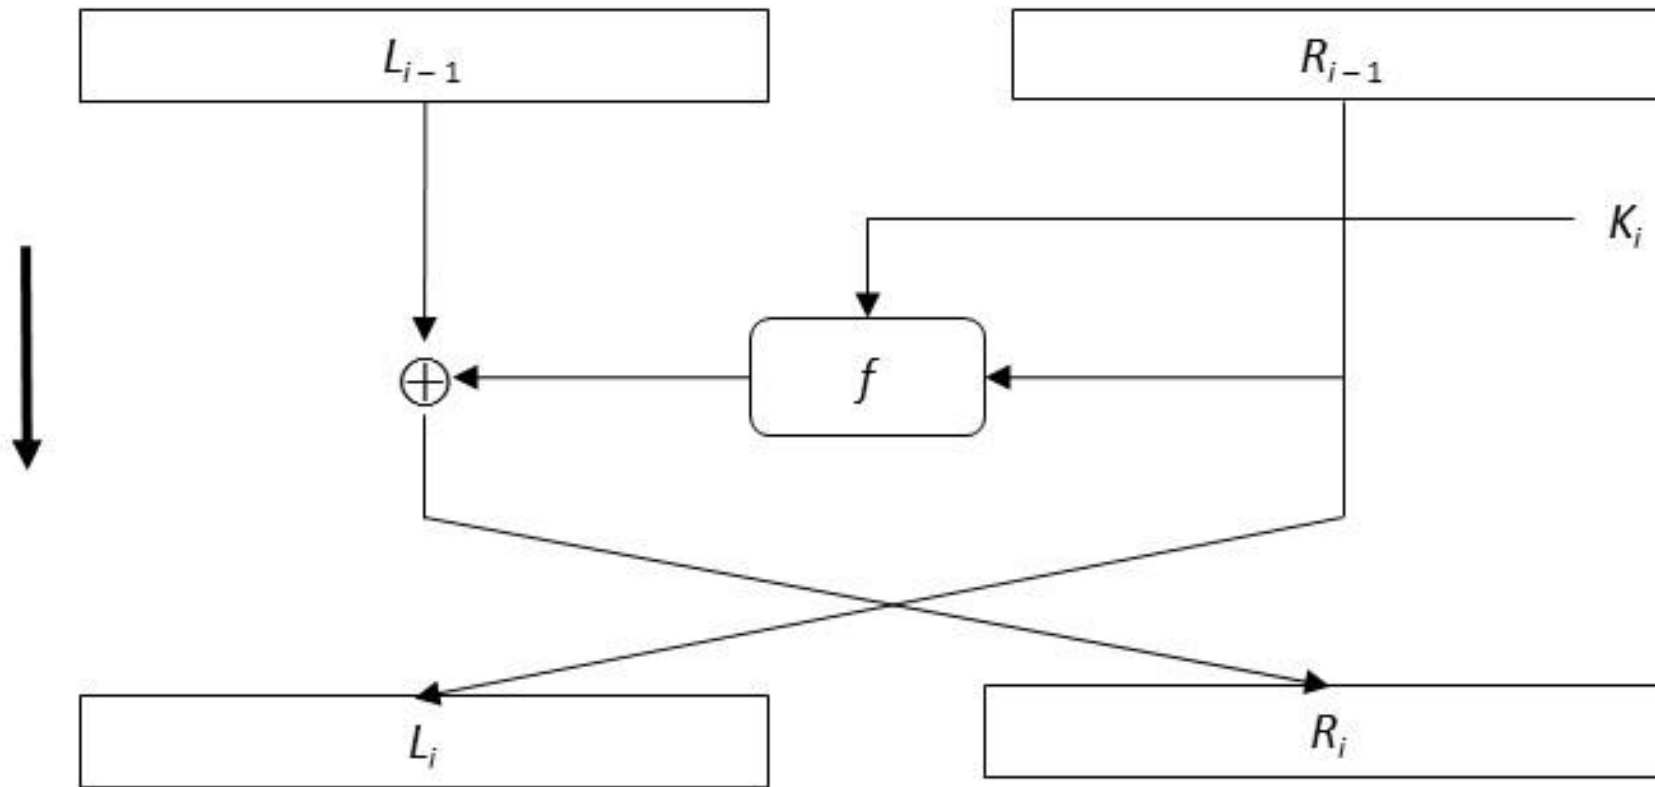 L_{i-1}
R_{i-1}
K_i
f
L_i
R_i